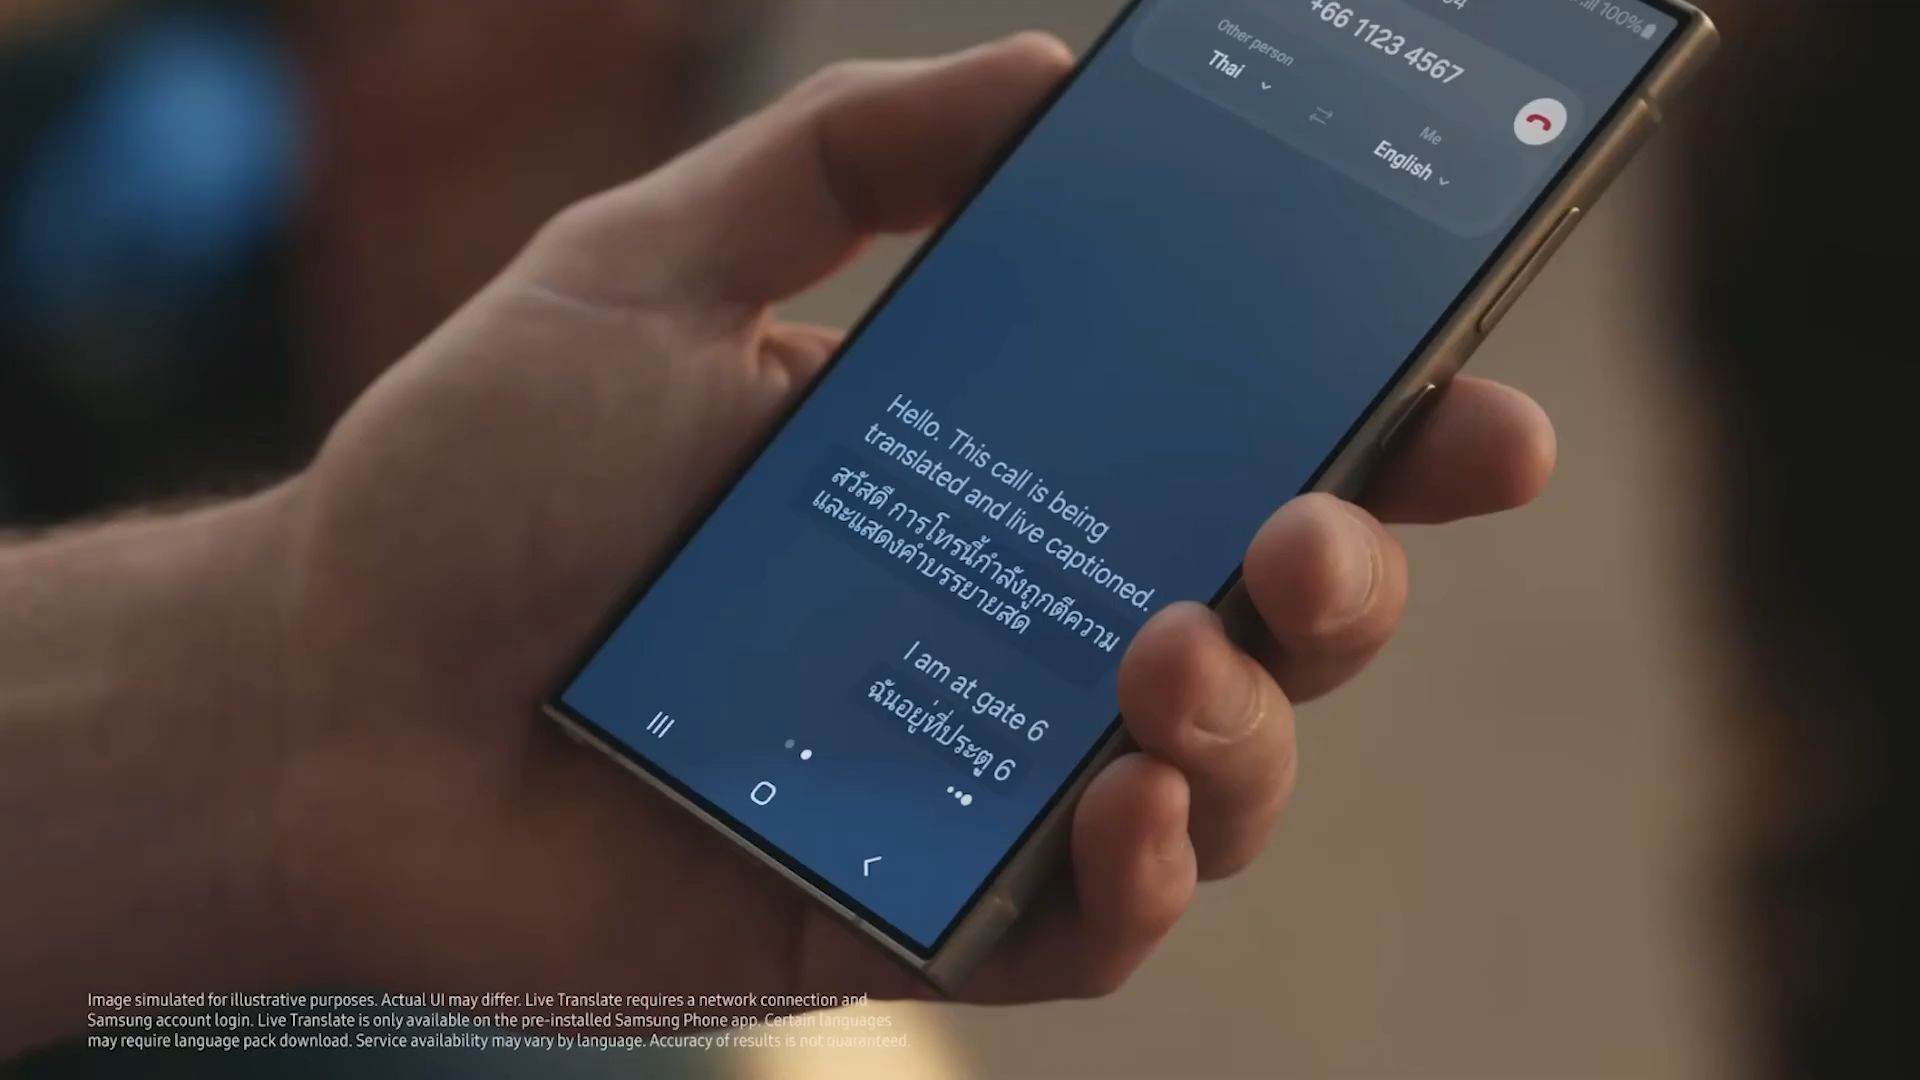 100%
+66 1123 4567
Other person
Thai
Me
English
Hello. This call is being
translated and live captioned.
สวัสดี การโทรนี้กำลังถูกตีความ
และแสดงคำบรรยายสด
I am at gate 6
ฉันอยู่ที่ประตู 6
Image simulated for illustrative purposes. Actual UI may differ. Live Translate requires a network connection and
Samsung account login. Live Translate is only available on the pre-installed Samsung Phone app. Certain languages
may require language pack download. Service availability may vary by language. Accuracy of results is not guaranteed.